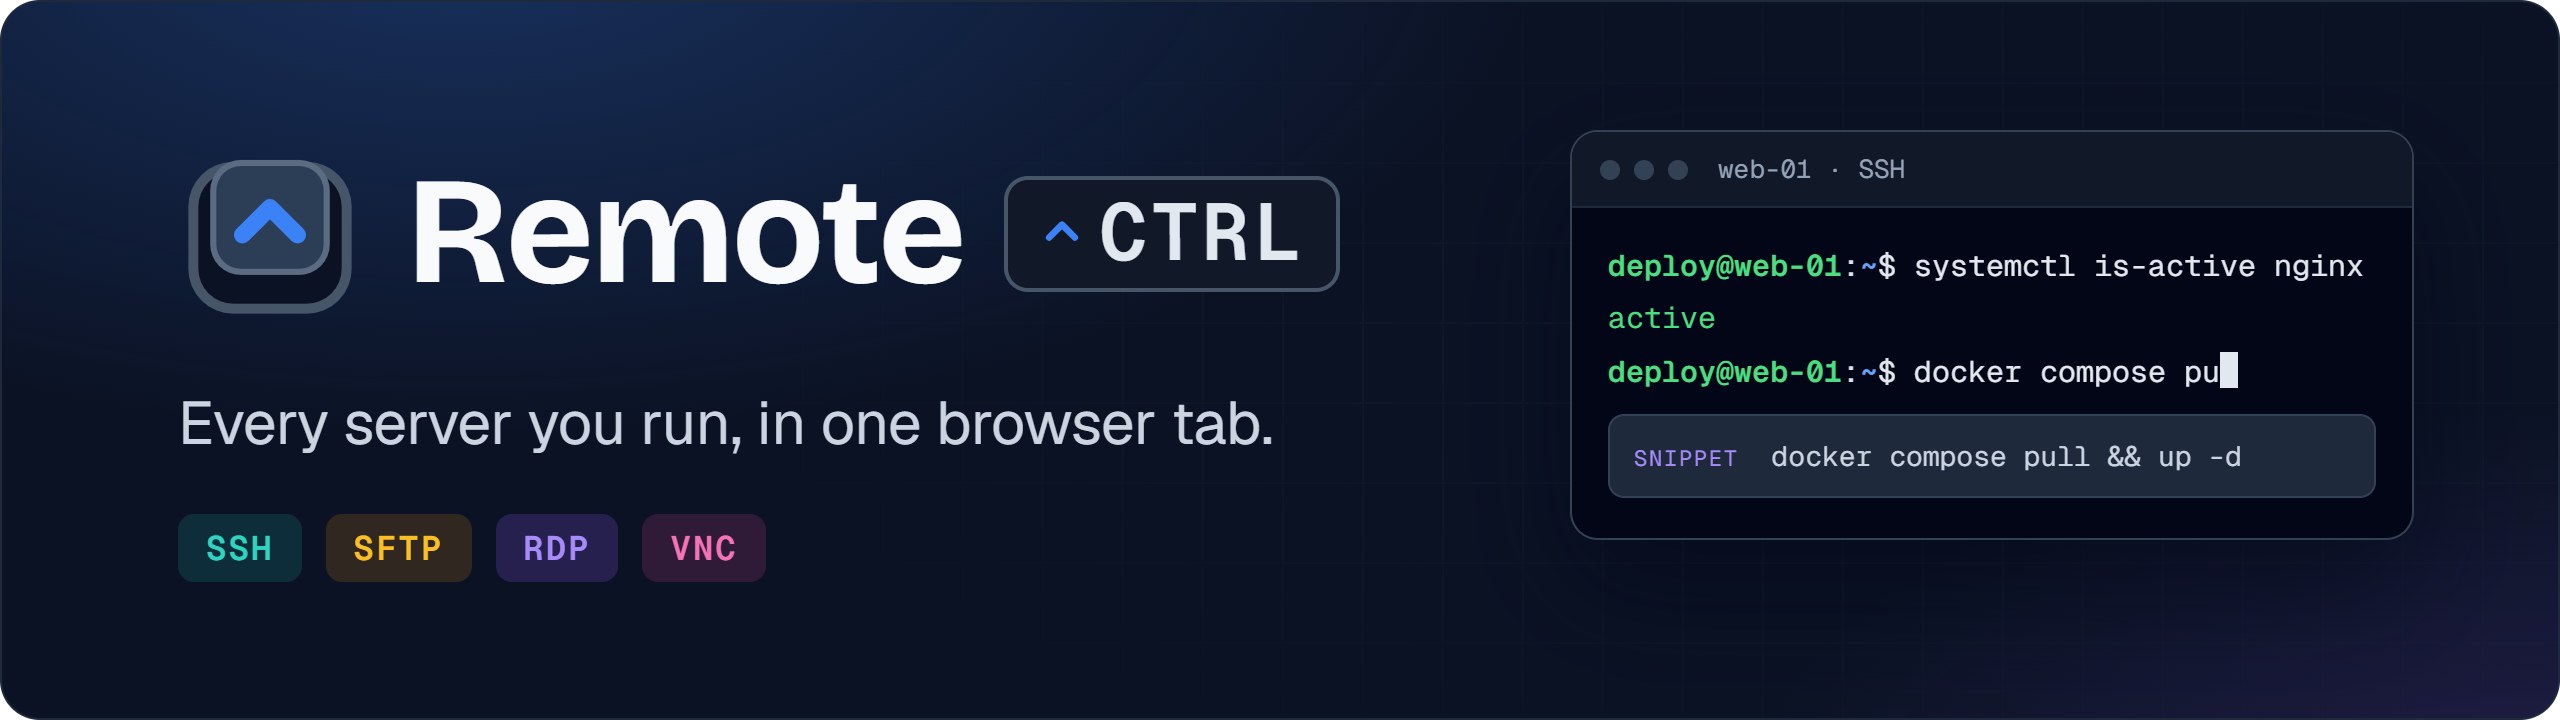 Remote ^ CTRL
Every server you run, in one browser tab.
SSH SFTP RDP VNC
web-01 · SSH
deploy@web-01:~$ systemctl is-active nginx
active
deploy@web-01:~$ docker compose pu
SNIPPET docker compose pull && up -d